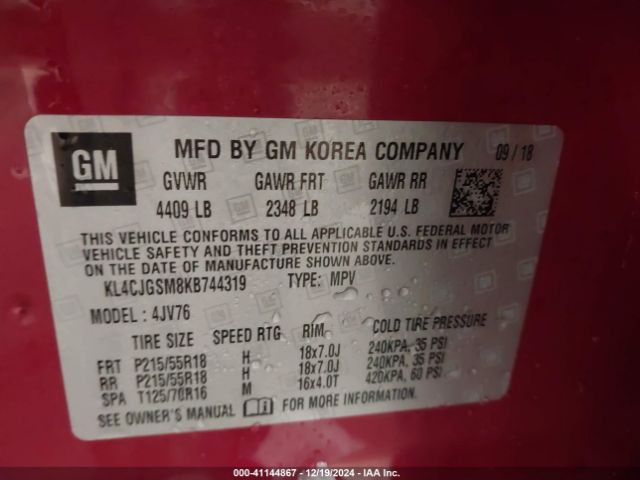 GM
MFD BY GM KOREA COMPANY 09/18
GVWR GAWR FRT GAWR RR
4409 LB 2348 LB 2194 LB
THIS VEHICLE CONFORMS TO ALL APPLICABLE U.S. FEDERAL MOTOR
VEHICLE SAFETY AND THEFT PREVENTION STANDARDS IN EFFECT
ON THE DATE OF MANUFACTURE SHOWN ABOVE.
KL4CJGSM8KB744319 TYPE: MPV
MODEL: 4JV76
TIRE SIZE SPEED RTG RIM COLD TIRE PRESSURE
FRT P215/55R18 H 18x7.0J 240KPA, 35 PSI
RR P215/55R18 H 18x7.0J 240KPA, 35 PSI
SPA T125/70R16 M 16x4.0T 420KPA, 60 PSI
SEE OWNER'S MANUAL FOR MORE INFORMATION.
000-41144867 - 12/19/2024 - IAA Inc.